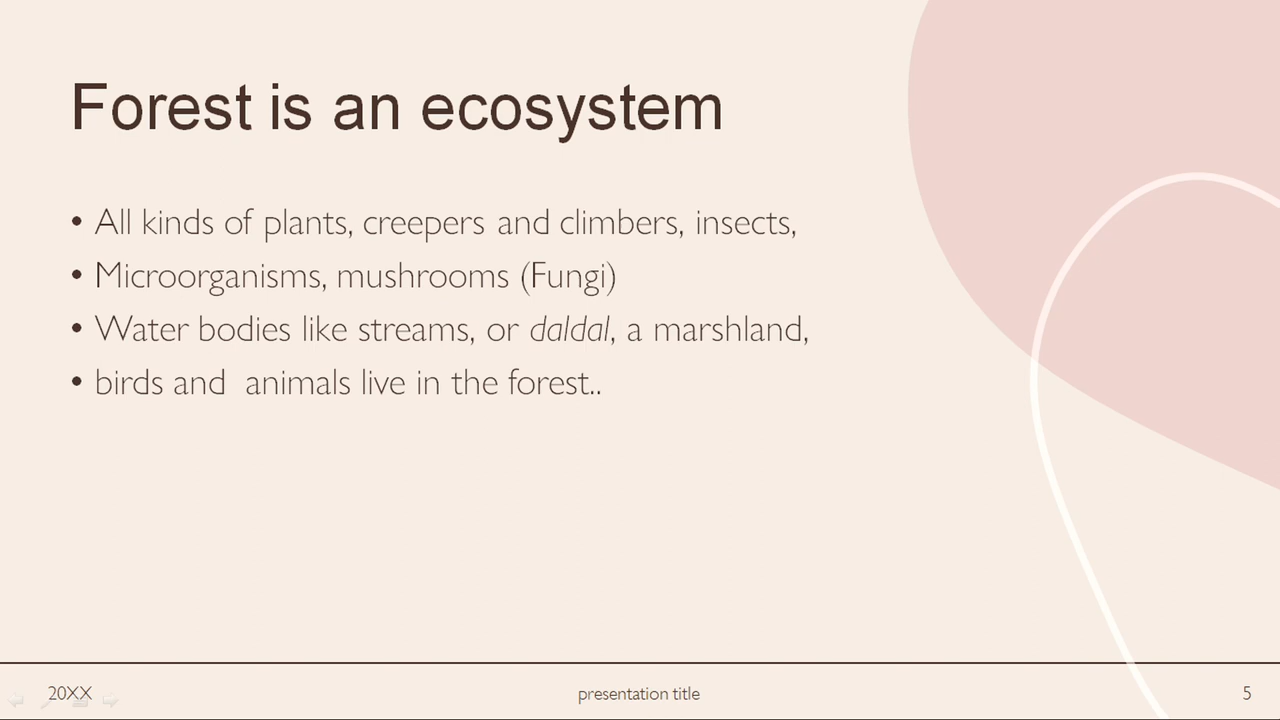 Forest is an ecosystem
• All kinds of plants, creepers and climbers, insects,
• Microorganisms, mushrooms (Fungi)
• Water bodies like streams, or daldal, a marshland,
• birds and  animals live in the forest..
20XX
presentation title
5